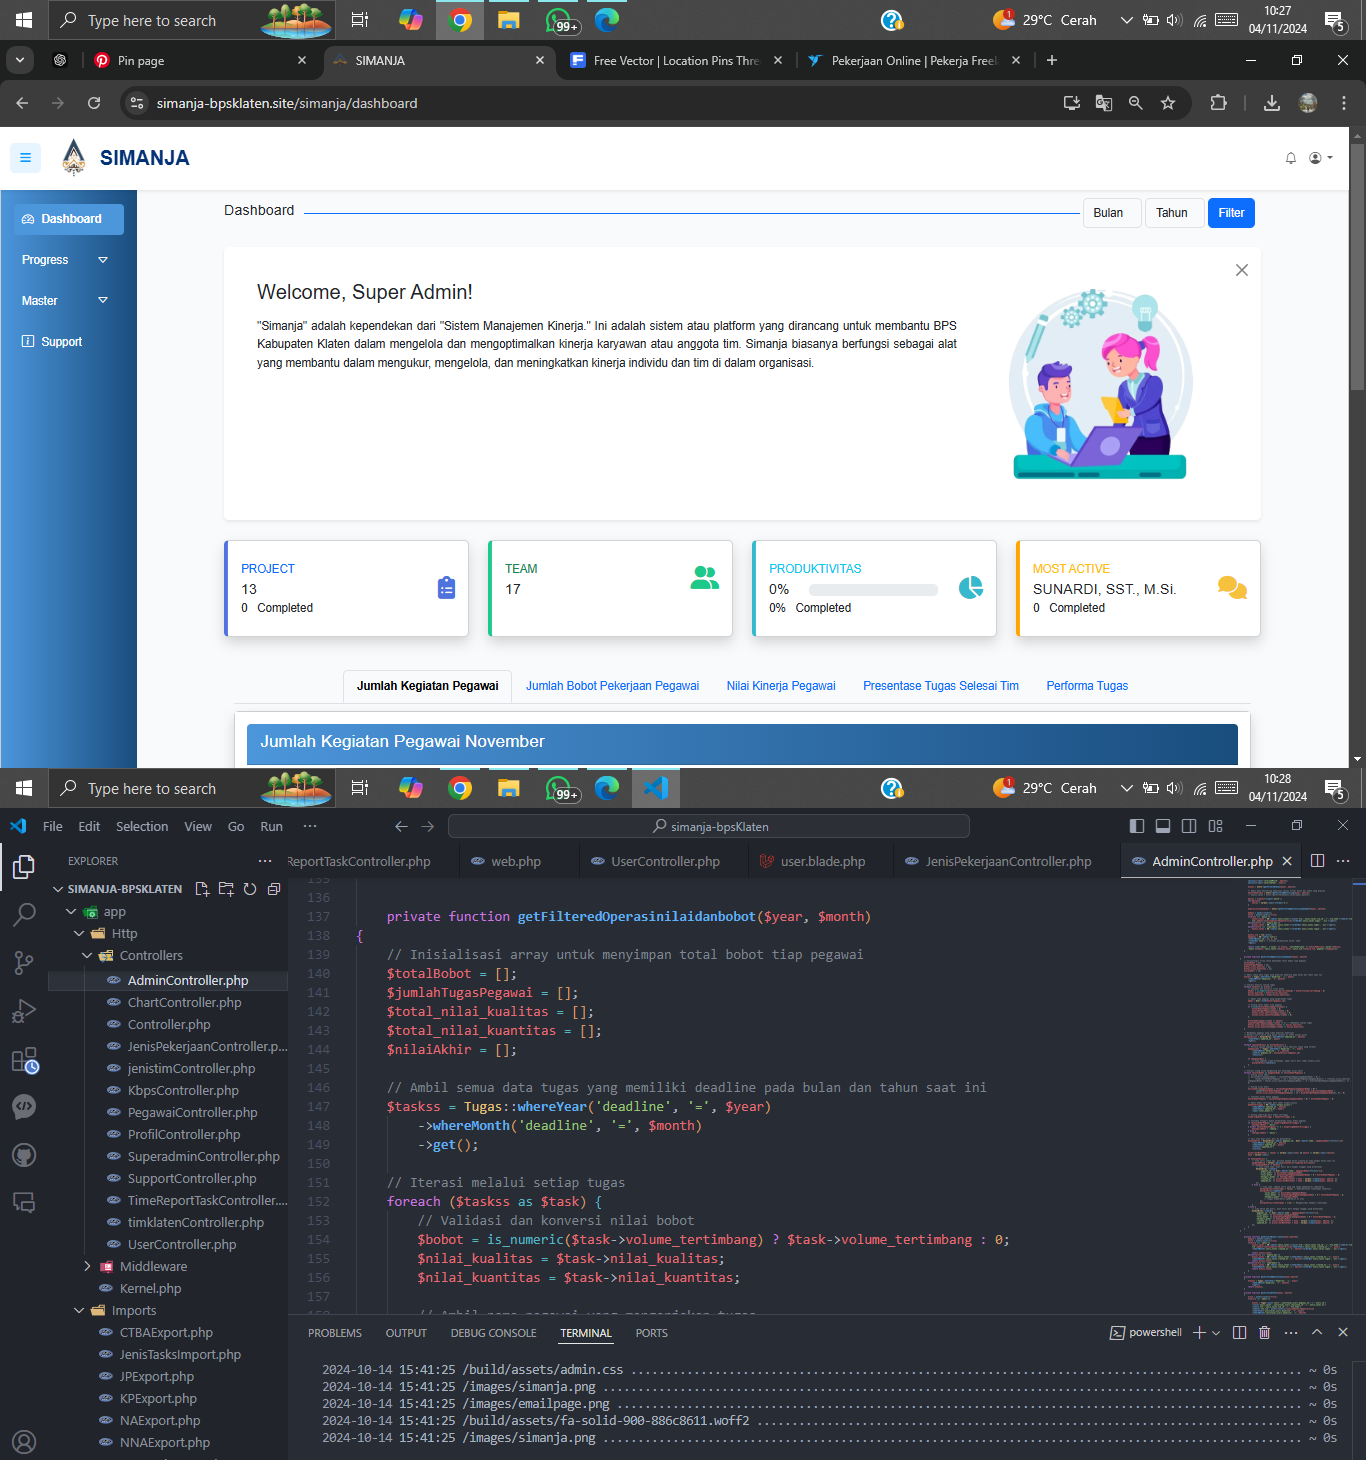 Type here to search
99+
29°C Cerah
10:27
04/11/2024
5
Pin page
SIMANJA
Free Vector | Location Pins Thre
Pekerjaan Online | Pekerja Freel
simanja-bpsklaten.site/simanja/dashboard
SIMANJA
Dashboard
Progress
Master
Support
Dashboard
Bulan
Tahun
Filter
Welcome, Super Admin!
"Simanja" adalah kependekan dari "Sistem Manajemen Kinerja." Ini adalah sistem atau platform yang dirancang untuk membantu BPS
Kabupaten Klaten dalam mengelola dan mengoptimalkan kinerja karyawan atau anggota tim. Simanja biasanya berfungsi sebagai alat
yang membantu dalam mengukur, mengelola, dan meningkatkan kinerja individu dan tim di dalam organisasi.
PROJECT
13
0 Completed
TEAM
17
PRODUKTIVITAS
0%
0% Completed
MOST ACTIVE
SUNARDI, SST., M.Si.
0 Completed
Jumlah Kegiatan Pegawai
Jumlah Bobot Pekerjaan Pegawai
Nilai Kinerja Pegawai
Presentase Tugas Selesai Tim
Performa Tugas
Jumlah Kegiatan Pegawai November
Type here to search
99+
29°C Cerah
10:28
04/11/2024
5
File Edit Selection View Go Run ...
simanja-bpsKlaten
EXPLORER
ReportTaskController.php
web.php
UserController.php
user.blade.php
JenisPekerjaanController.php
AdminController.php
SIMANJA-BPSKLATEN
app
Http
Controllers
AdminController.php
ChartController.php
Controller.php
JenisPekerjaanController.p...
jenistimController.php
KbpsController.php
PegawaiController.php
ProfilController.php
SuperadminController.php
SupportController.php
TimeReportTaskController....
timklatenController.php
UserController.php
Middleware
Kernel.php
Imports
CTBAExport.php
JenisTasksImport.php
JPExport.php
KPExport.php
NAExport.php
NNAExport.php
136
137 private function getFilteredOperasinilaidanbobot($year, $month)
138 {
139 // Inisialisasi array untuk menyimpan total bobot tiap pegawai
140 $totalBobot = [];
141 $jumlahTugasPegawai = [];
142 $total_nilai_kualitas = [];
143 $total_nilai_kuantitas = [];
144 $nilaiAkhir = [];
145
146 // Ambil semua data tugas yang memiliki deadline pada bulan dan tahun saat ini
147 $taskss = Tugas::whereYear('deadline', '=', $year)
148 ->whereMonth('deadline', '=', $month)
149 ->get();
150
151 // Iterasi melalui setiap tugas
152 foreach ($taskss as $task) {
153 // Validasi dan konversi nilai bobot
154 $bobot = is_numeric($task->volume_tertimbang) ? $task->volume_tertimbang : 0;
155 $nilai_kualitas = $task->nilai_kualitas;
156 $nilai_kuantitas = $task->nilai_kuantitas;
157
PROBLEMS OUTPUT DEBUG CONSOLE TERMINAL PORTS
powershell
2024-10-14 15:41:25 /build/assets/admin.css ........ ~ 0s
2024-10-14 15:41:25 /images/simanja.png ........ ~ 0s
2024-10-14 15:41:25 /images/emailpage.png ........ ~ 0s
2024-10-14 15:41:25 /build/assets/fa-solid-900-886c8611.woff2 ........ ~ 0s
2024-10-14 15:41:25 /images/simanja.png ........ ~ 0s